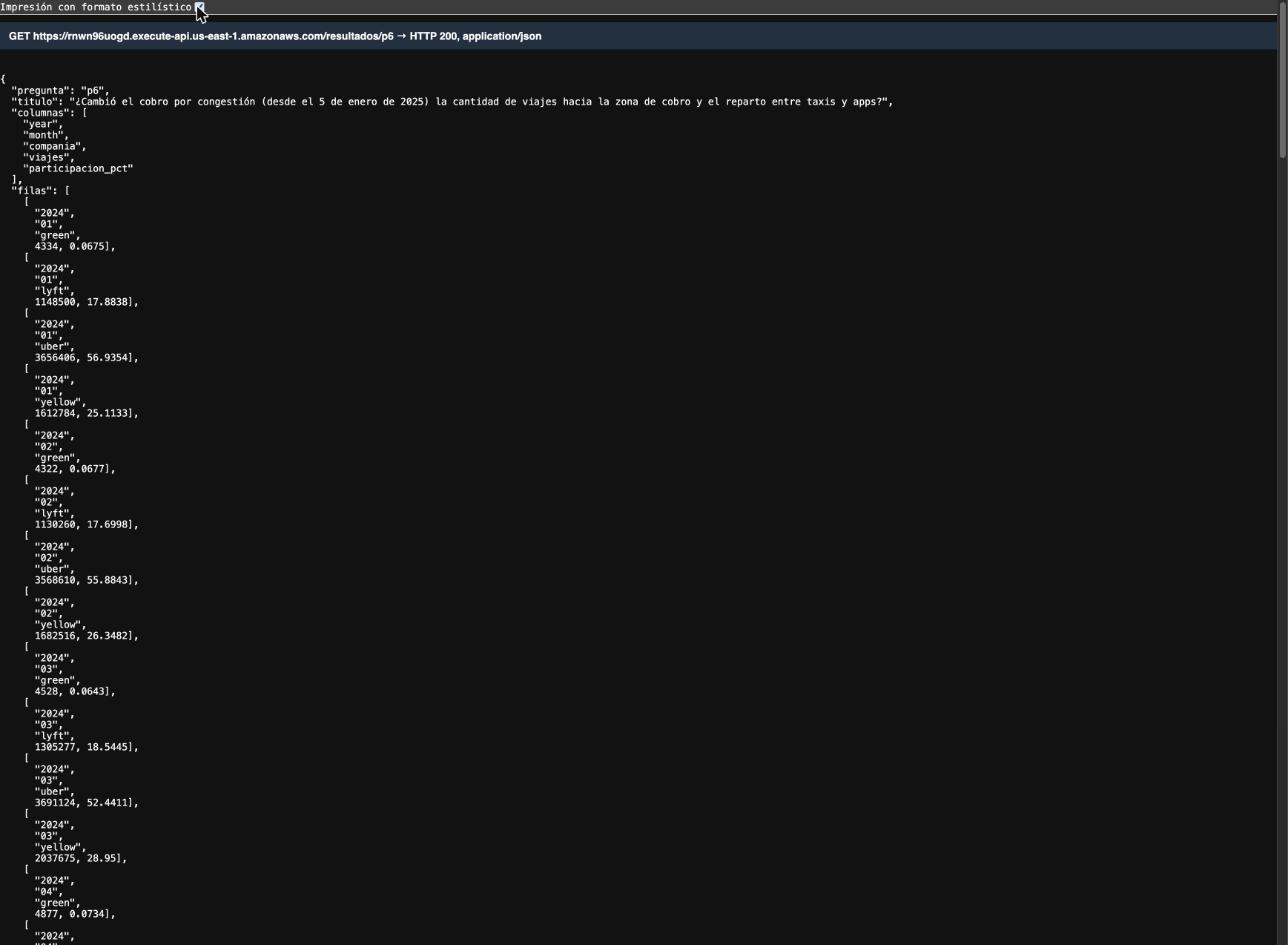 Impresión con formato estilístico
GET https://rnwn96uogd.execute-api.us-east-1.amazonaws.com/resultados/p6 → HTTP 200, application/json
{
"pregunta": "p6",
"titulo": "¿Cambió el cobro por congestión (desde el 5 de enero de 2025) la cantidad de viajes hacia la zona de cobro y el reparto entre taxis y apps?",
"columnas": [
"year",
"month",
"compania",
"viajes",
"participacion_pct"
],
"filas": [
[
"2024",
"01",
"green",
4334, 0.0675],
[
"2024",
"01",
"lyft",
1148500, 17.8838],
[
"2024",
"01",
"uber",
3656406, 56.9354],
[
"2024",
"01",
"yellow",
1612784, 25.1133],
[
"2024",
"02",
"green",
4322, 0.0677],
[
"2024",
"02",
"lyft",
1130260, 17.6998],
[
"2024",
"02",
"uber",
3568610, 55.8843],
[
"2024",
"02",
"yellow",
1682516, 26.3482],
[
"2024",
"03",
"green",
4528, 0.0643],
[
"2024",
"03",
"lyft",
1305277, 18.5445],
[
"2024",
"03",
"uber",
3691124, 52.4411],
[
"2024",
"03",
"yellow",
2037675, 28.95],
[
"2024",
"04",
"green",
4877, 0.0734],
[
"2024",